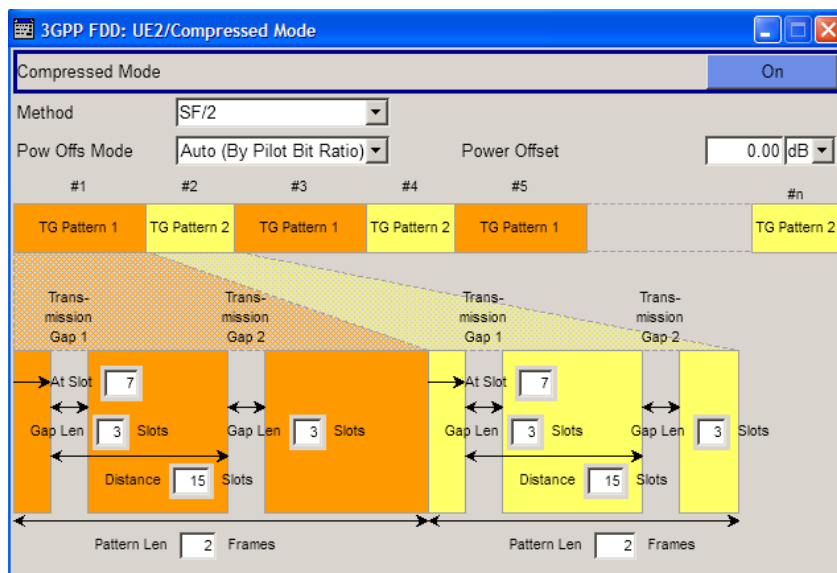 3GPP FDD: UE2/Compressed Mode
Compressed Mode On
Method SF/2
Pow Offs Mode Auto (By Pilot Bit Ratio) Power Offset 0.00 dB
#1 #2 #3 #4 #5 #n
TG Pattern 1 TG Pattern 2 TG Pattern 1 TG Pattern 2 TG Pattern 1 TG Pattern 2
Trans- Trans- Trans- Trans-
mission mission mission mission
Gap 1 Gap 2 Gap 1 Gap 2
At Slot 7 At Slot 7
Gap Len 3 Slots Gap Len 3 Slots Gap Len 3 Slots Gap Len 3 Slots
Distance 15 Slots Distance 15 Slots
Pattern Len 2 Frames Pattern Len 2 Frames